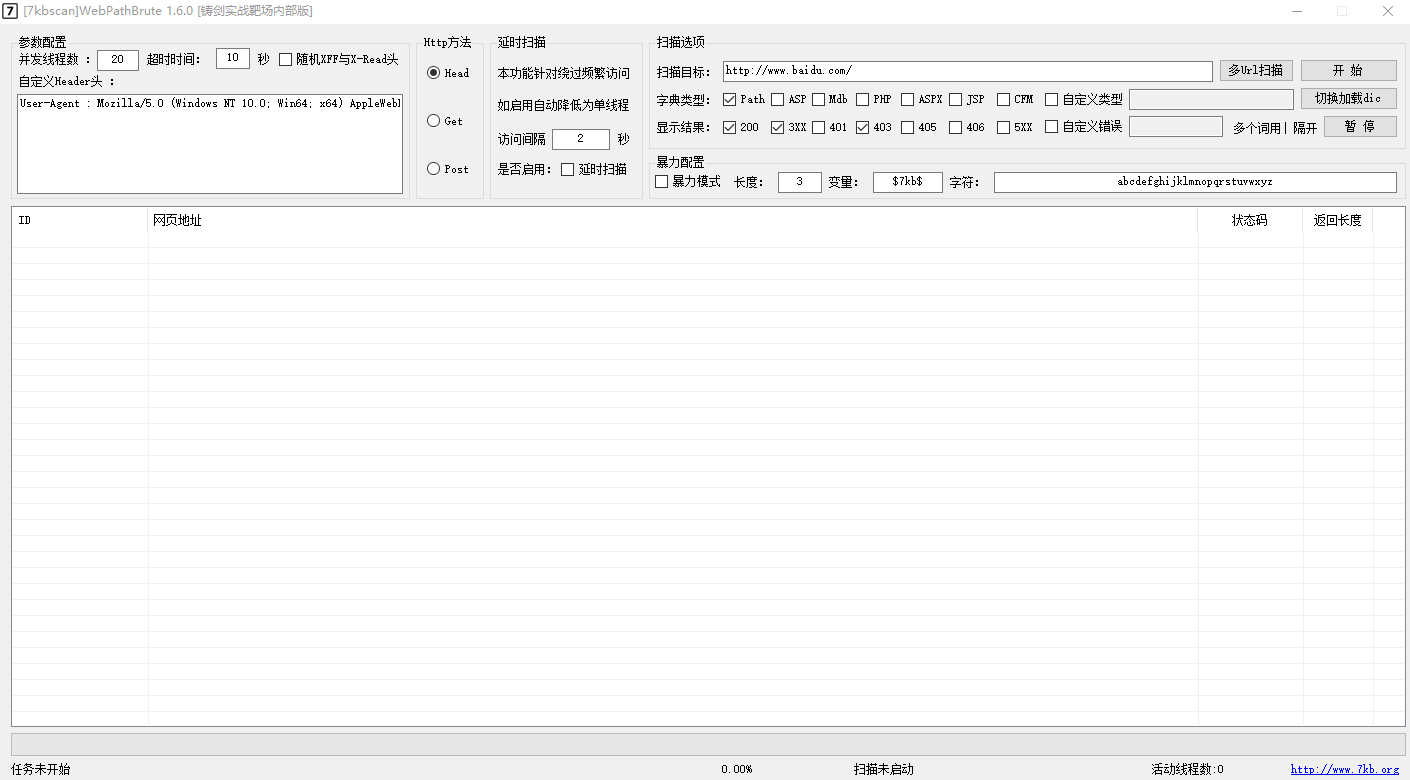 7 [7kbscan]WebPathBrute 1.6.0 [铸剑实战靶场内部版]
参数配置
并发线程数 : 20 超时时间: 10 秒 随机XFF与X-Read头
自定义Header头 :
User-Agent : Mozilla/5.0 (Windows NT 10.0; Win64; x64)
Http方法
Head
Get
Post
延时扫描
本功能针对绕过频繁访问
如启用自动降低为单线程
访问间隔 2 秒
是否启用: 延时扫描
扫描选项
扫描目标: http://www.baidu.com/ 多Url扫描 开 始
字典类型: Path ASP Mdb PHP ASPX JSP CFM 自定义类型 切换加载dic
显示结果: 200 3XX 401 403 405 406 5XX 自定义错误 多个词用| 隔开 暂 停
暴力配置
暴力模式 长度: 3 变量: $7kb$ 字符: abcdefghijklmnopqrstuvwxyz
ID 网页地址 状态码 返回长度
任务未开始 0.00% 扫描未启动 活动线程数:0 http://www.7kb.org